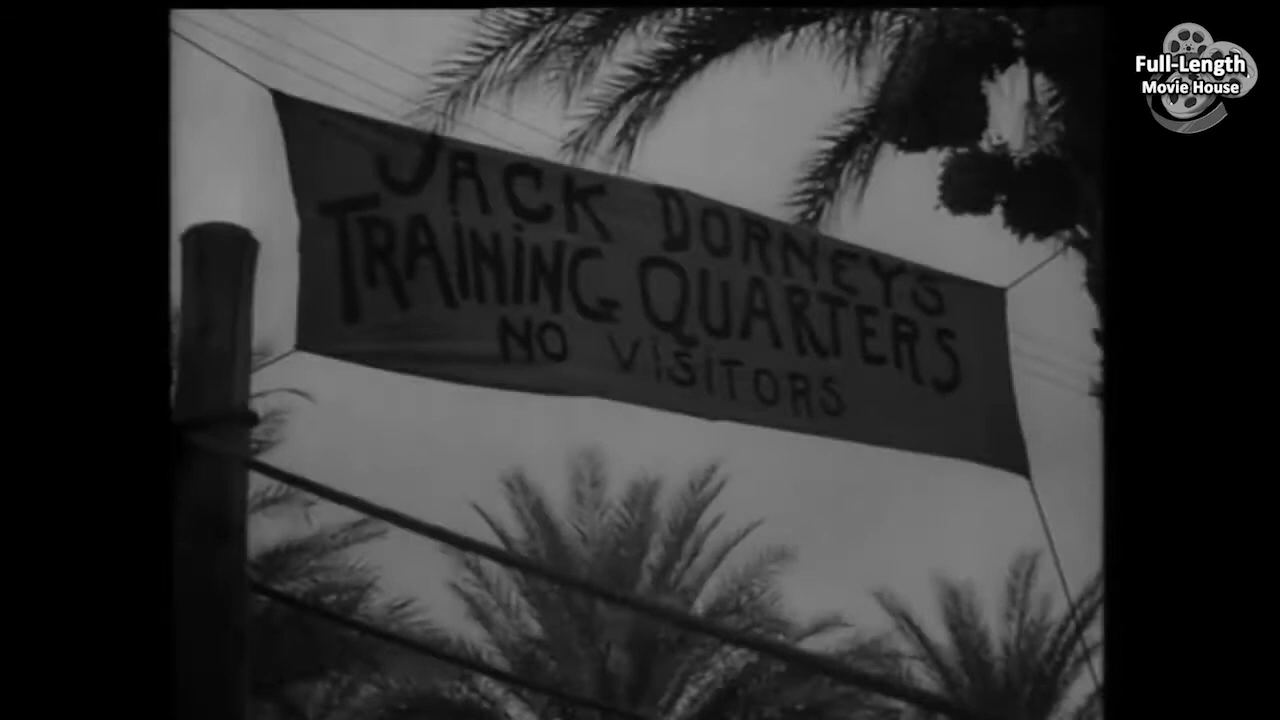 JACK DORNEYS
TRAiNiNG QUARTERS
NO ViSiTORS
Full-Length
Movie House